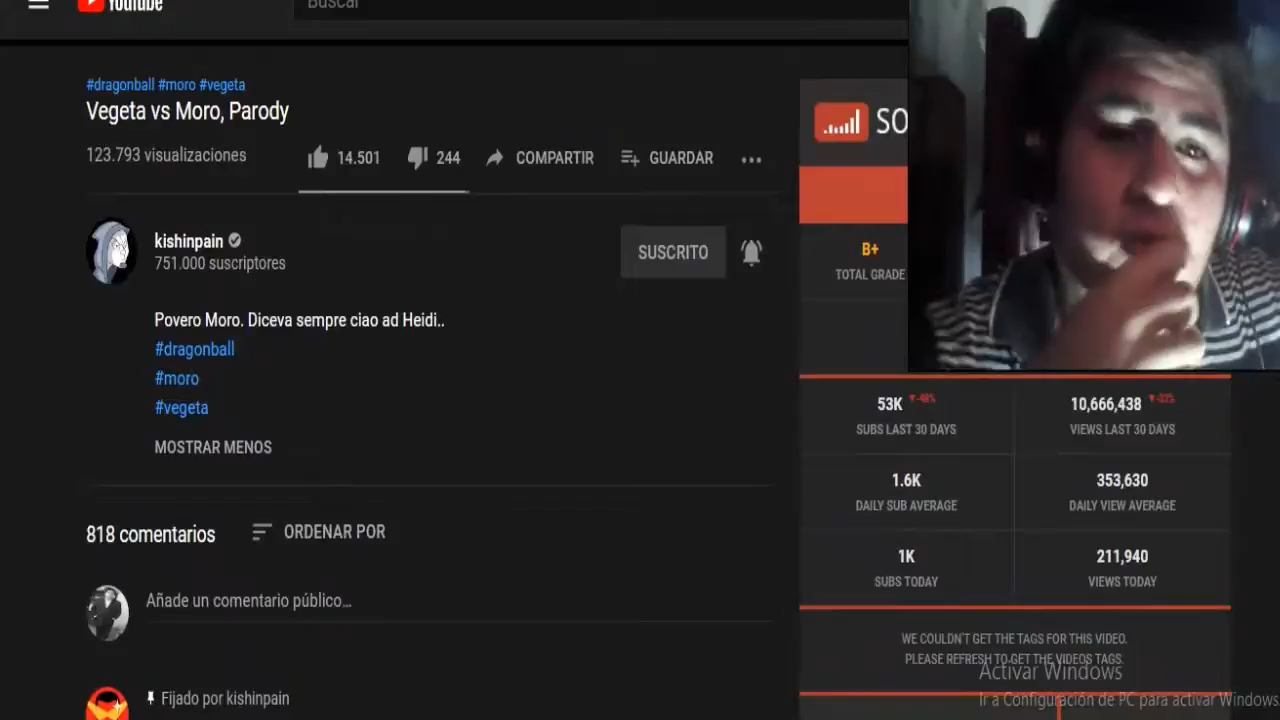 YouTube
Buscar
#dragonball #moro #vegeta
Vegeta vs Moro, Parody
123.793 visualizaciones
14.501
244
COMPARTIR
GUARDAR
SO
kishinpain
751.000 suscriptores
SUSCRITO
B+
TOTAL GRADE
Povero Moro. Diceva sempre ciao ad Heidi..
#dragonball
#moro
#vegeta
MOSTRAR MENOS
53K
SUBS LAST 30 DAYS
10,666,438
VIEWS LAST 30 DAYS
1.6K
DAILY SUB AVERAGE
353,630
DAILY VIEW AVERAGE
1K
SUBS TODAY
211,940
VIEWS TODAY
818 comentarios
ORDENAR POR
Añade un comentario público...
WE COULDN'T GET THE TAGS FOR THIS VIDEO.
PLEASE REFRESH TO GET THE VIDEOS TAGS.
Activar Windows
Ir a Configuración de PC para activar Windows
Fijado por kishinpain